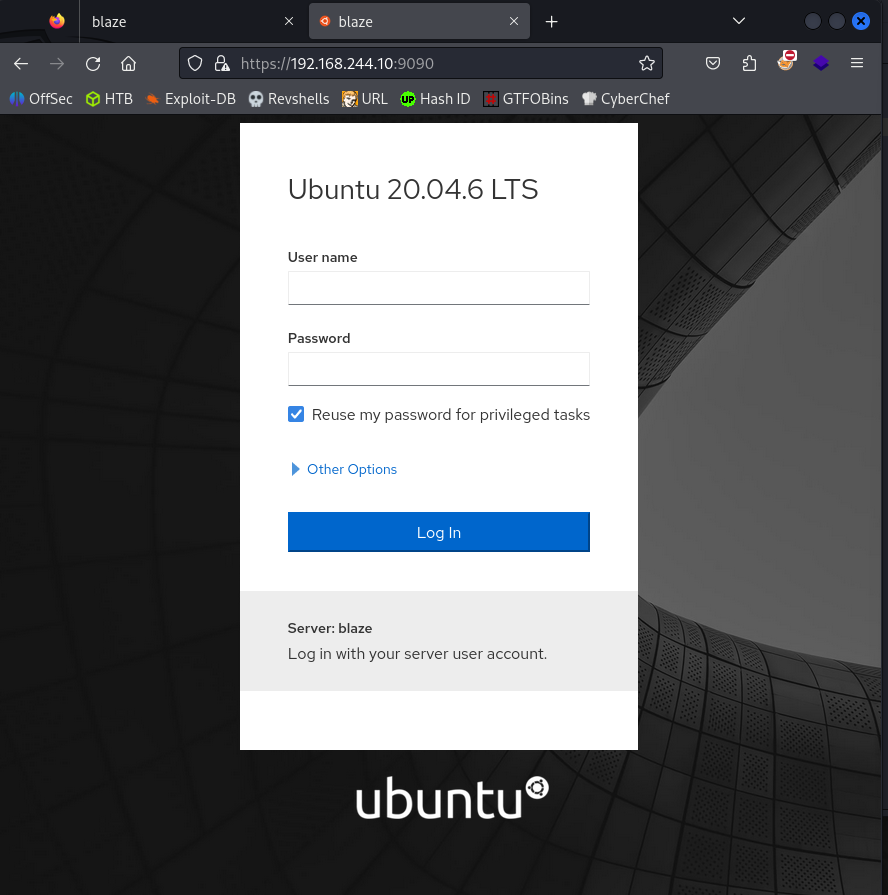 blaze
blaze
https://192.168.244.10:9090
OffSec HTB Exploit-DB Revshells URL UP Hash ID GTFOBins CyberChef
Ubuntu 20.04.6 LTS
User name
Password
Reuse my password for privileged tasks
Other Options
Log In
Server: blaze
Log in with your server user account.
ubuntu